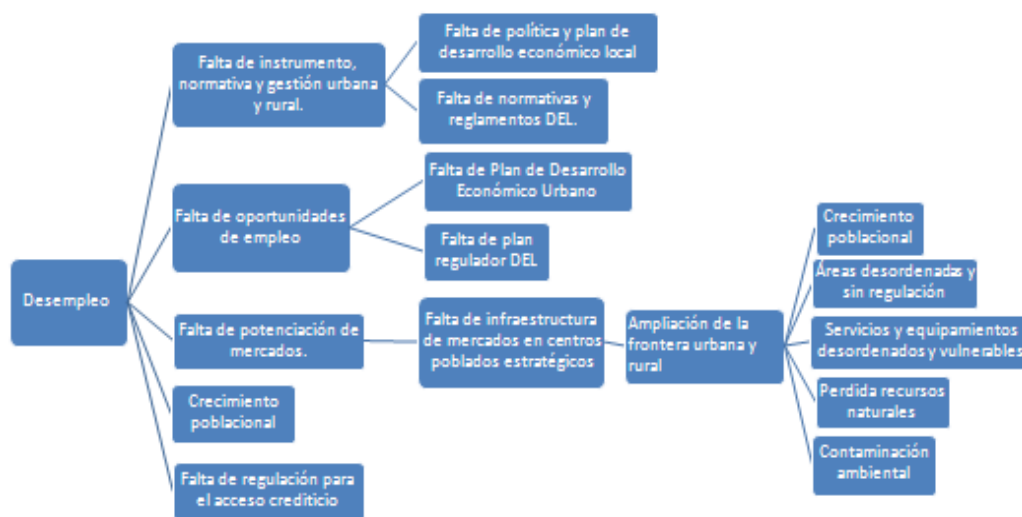 Desempleo
Falta de instrumento,
normativa y gestión urbana
y rural.
Falta de política y plan de
desarrollo económico local
Falta de normativas y
reglamentos DEL.
Falta de oportunidades
de empleo
Falta de Plan de Desarrollo
Económico Urbano
Falta de plan
regulador DEL
Falta de potenciación de
mercados.
Falta de infraestructura
de mercados en centros
poblados estratégicos
Ampliación de la
frontera urbana y
rural
Crecimiento
poblacional
Áreas desordenadas y
sin regulación
Servicios y equipamientos
desordenados y vulnerables
Perdida recursos
naturales
Contaminación
ambiental
Crecimiento
poblacional
Falta de regulación para
el acceso crediticio